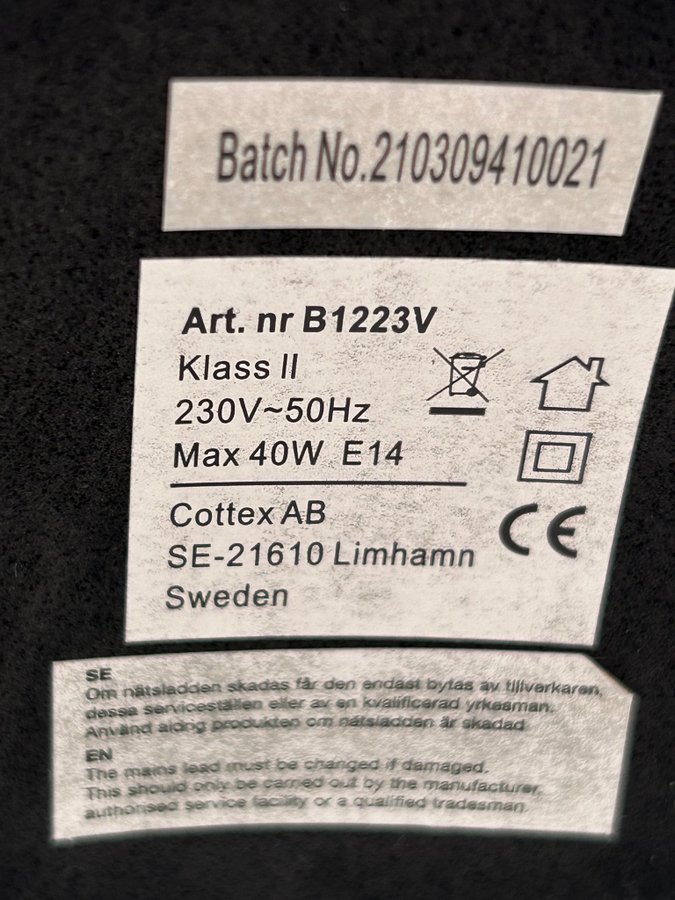 Batch No.210309410021
Art. nr B1223V
Klass II
230V~50Hz
Max 40W E14
Cottex AB
SE-21610 Limhamn
Sweden
CE
SE
Om nätsladden skadas får den endast bytas av tillverkaren,
dessa serviceställen eller av en kvalificerad yrkesman.
Använd aldrig produkten om nätsladden är skadad
EN
The mains lead must be changed if damaged.
This should only be carried out by the manufacturer,
authorised service facility or a qualified tradesman.